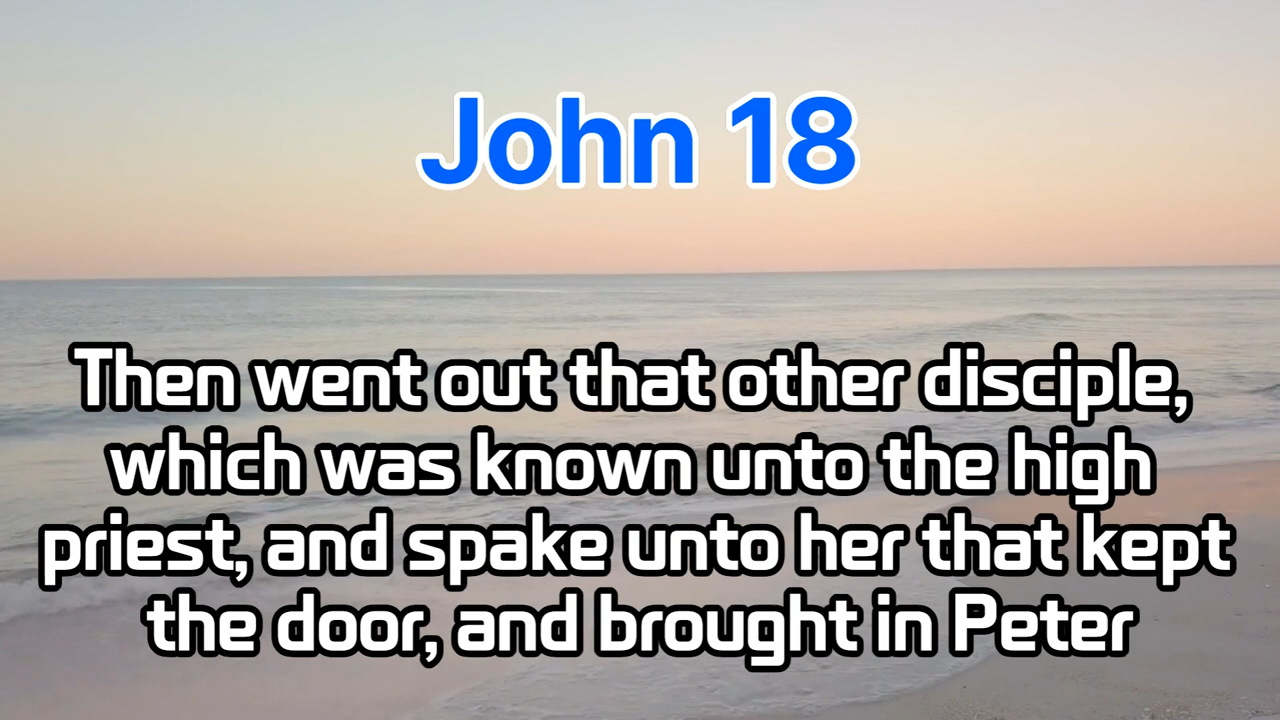 John 18
Then went out that other disciple,
which was known unto the high
priest, and spake unto her that kept
the door, and brought in Peter